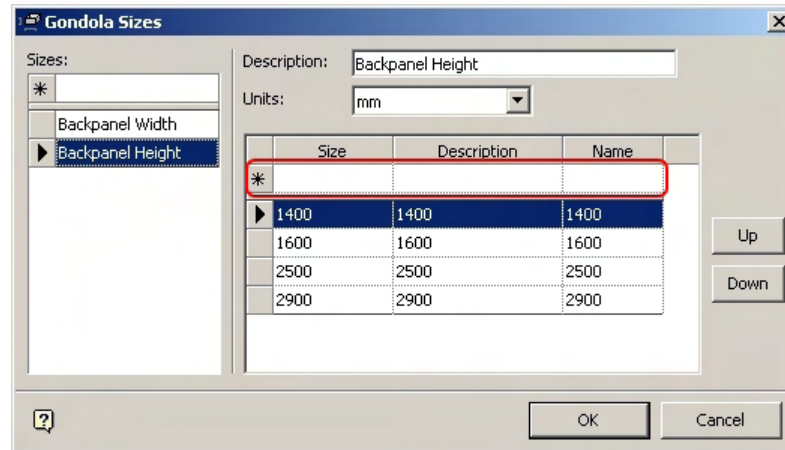 Gondola Sizes
Sizes:
Backpanel Width
Backpanel Height
Description: Backpanel Height
Units: mm
Size Description Name
1400 1400 1400
1600 1600 1600
2500 2500 2500
2900 2900 2900
Up
Down
OK Cancel